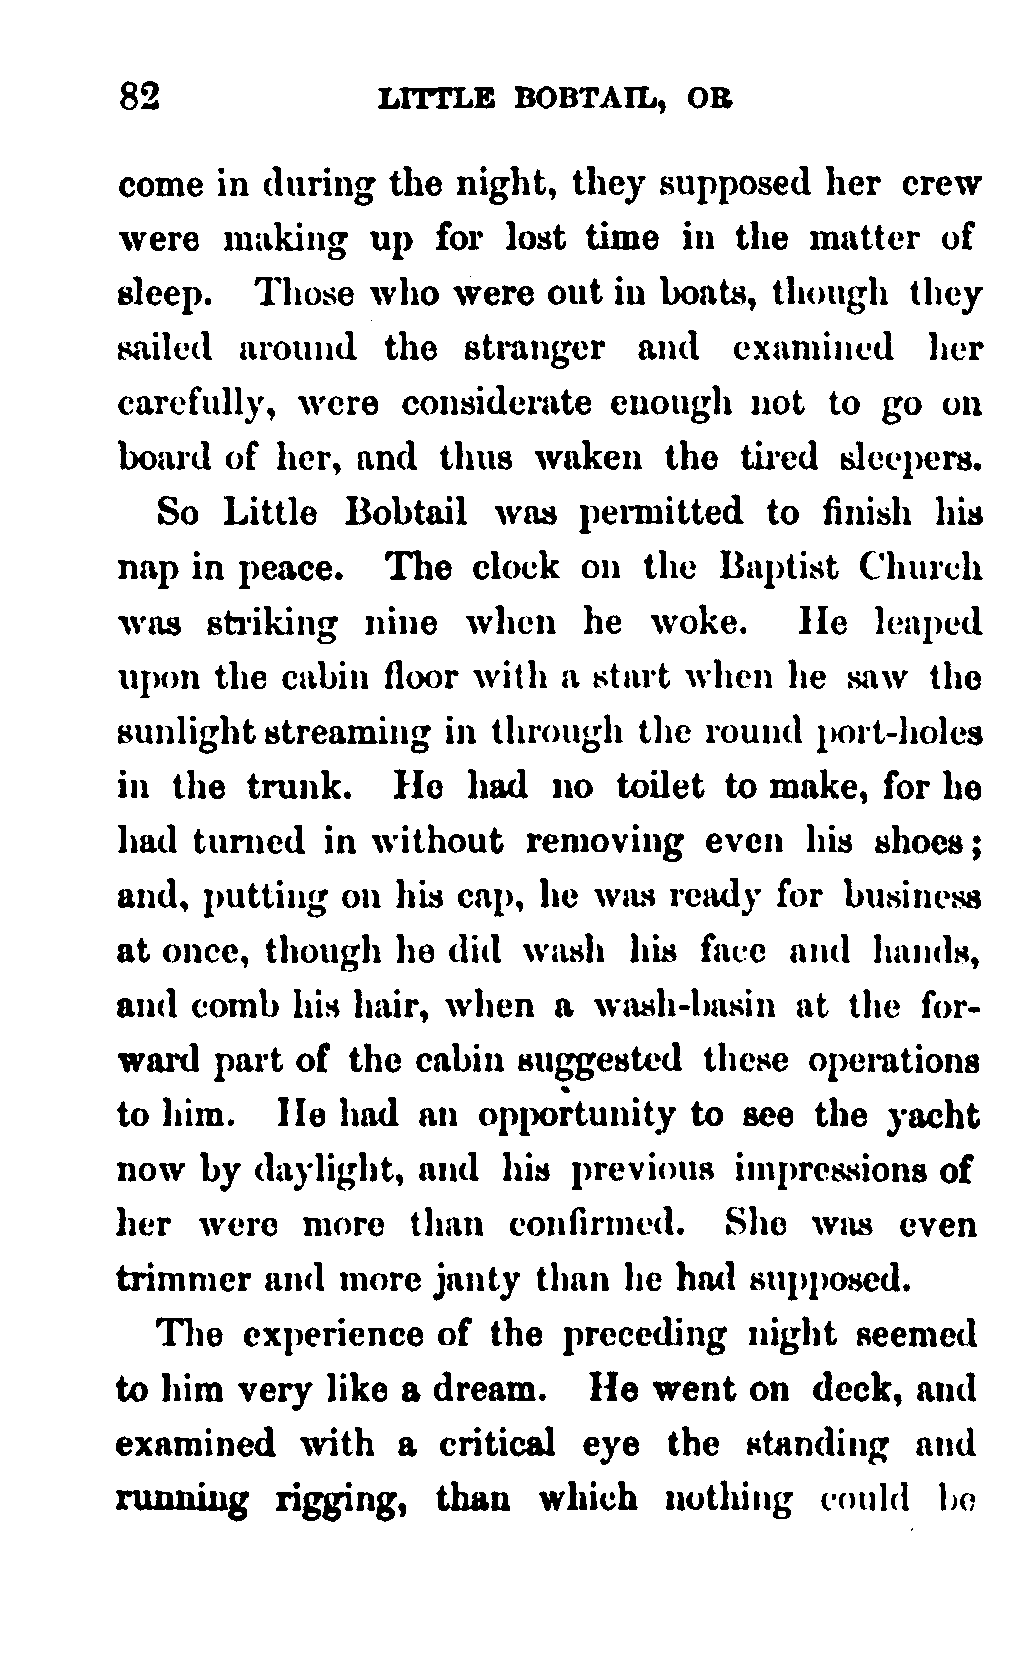 82 LITTLE BOBTAIL, OR
come in during the night, they supposed her crew
were making up for lost time in the matter of
sleep. Those who were out in boats, though they
sailed around the stranger and examined her
carefully, were considerate enough not to go on
board of her, and thus waken the tired sleepers.
So Little Bobtail was permitted to finish his
nap in peace. The clock on the Baptist Church
was striking nine when he woke. He leaped
upon the cabin floor with a start when he saw the
sunlight streaming in through the round port-holes
in the trunk. He had no toilet to make, for he
had turned in without removing even his shoes;
and, putting on his cap, he was ready for business
at once, though he did wash his face and hands,
and comb his hair, when a wash-basin at the for-
ward part of the cabin suggested these operations
to him. He had an opportunity to see the yacht
now by daylight, and his previous impressions of
her were more than confirmed. She was even
trimmer and more janty than he had supposed.
The experience of the preceding night seemed
to him very like a dream. He went on deck, and
examined with a critical eye the standing and
running rigging, than which nothing could be